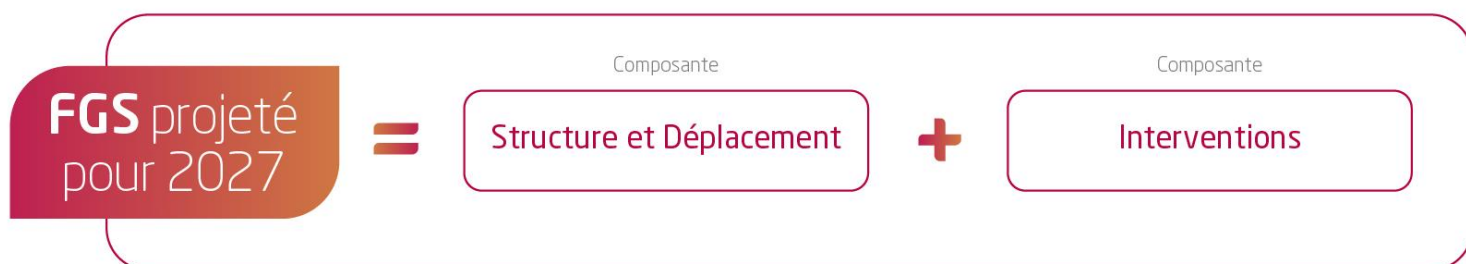 FGS projeté
pour 2027
=
Composante
Structure et Déplacement
+
Composante
Interventions